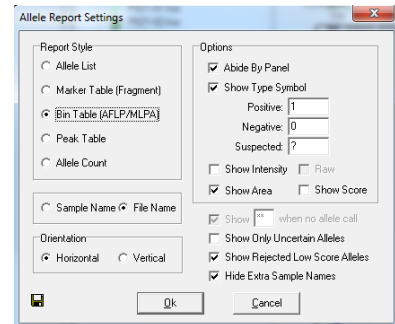 Allele Report Settings
Report Style
Allele List
Marker Table (Fragment)
Bin Table (AFLP/MLPA)
Peak Table
Allele Count
Sample Name File Name
Orientation
Horizontal Vertical
Options
Abide By Panel
Show Type Symbol
Positive: 1
Negative: 0
Suspected: ?
Show Intensity Raw
Show Area Show Score
Show ** when no allele call
Show Only Uncertain Alleles
Show Rejected Low Score Alleles
Hide Extra Sample Names
Ok Cancel